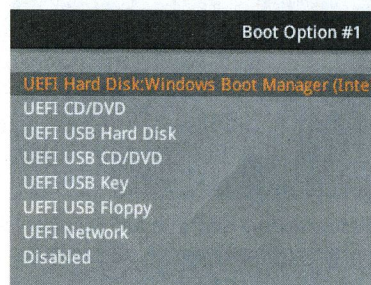 Boot Option #1
UEFI Hard Disk:Windows Boot Manager (Inte
UEFI CD/DVD
UEFI USB Hard Disk
UEFI USB CD/DVD
UEFI USB Key
UEFI USB Floppy
UEFI Network
Disabled